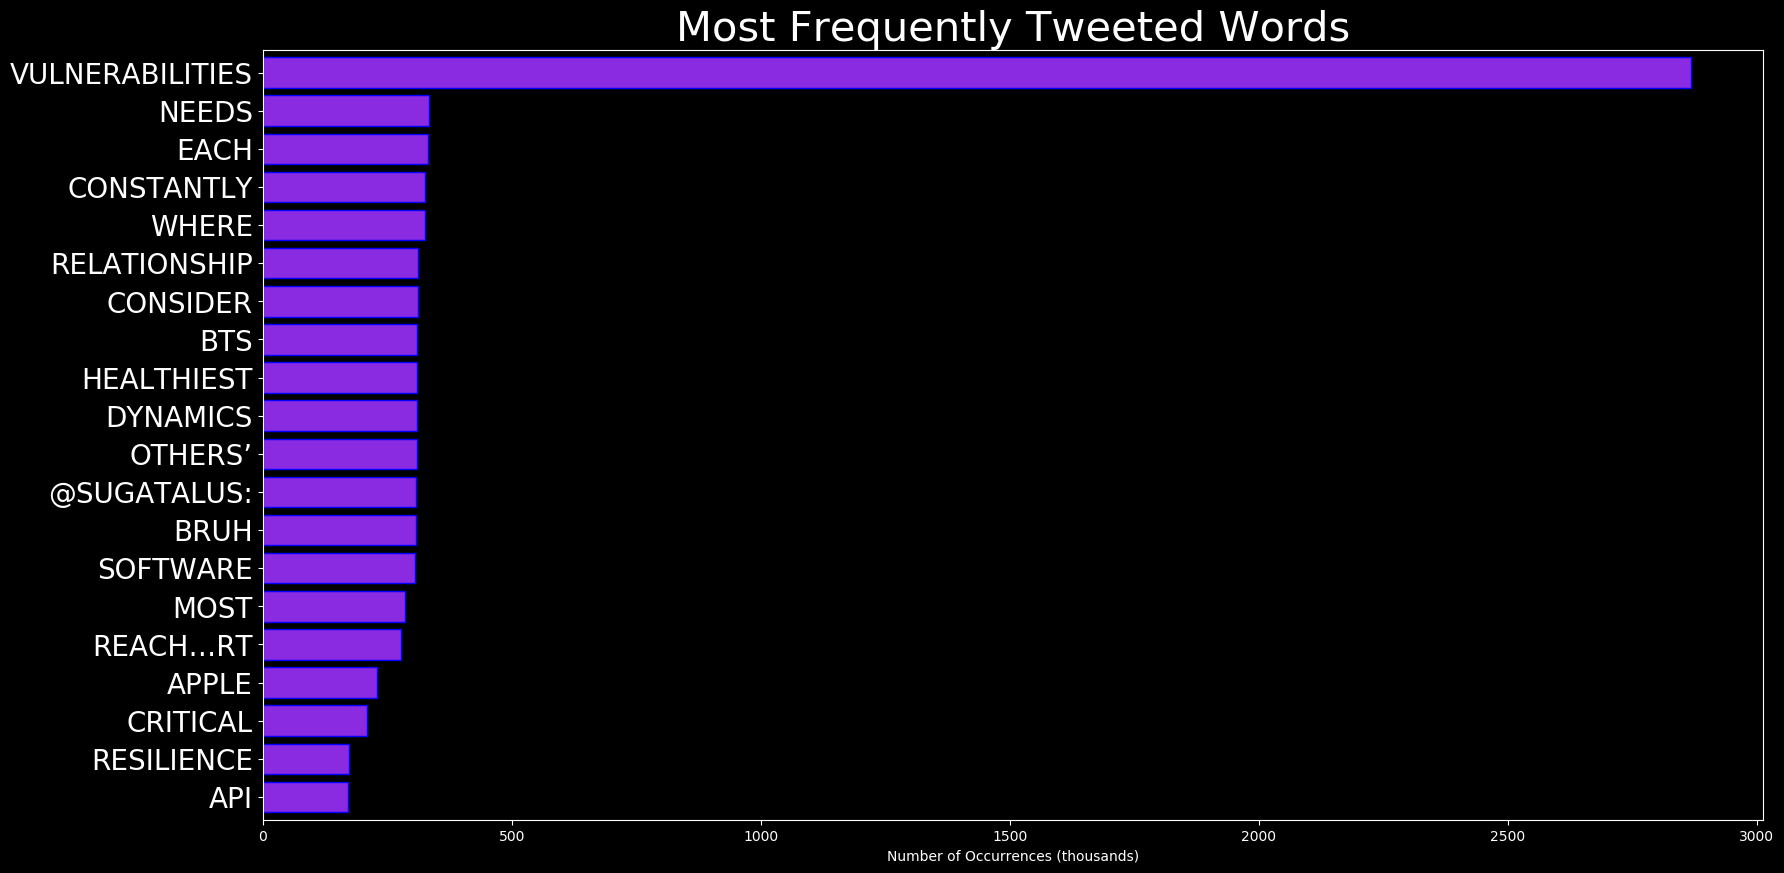 Most Frequently Tweeted Words
VULNERABILITIES
NEEDS
EACH
CONSTANTLY
WHERE
RELATIONSHIP
CONSIDER
BTS
HEALTHIEST
DYNAMICS
OTHERS’
@SUGATALUS:
BRUH
SOFTWARE
MOST
REACH…RT
APPLE
CRITICAL
RESILIENCE
API
0 500 1000 1500 2000 2500 3000
Number of Occurrences (thousands)